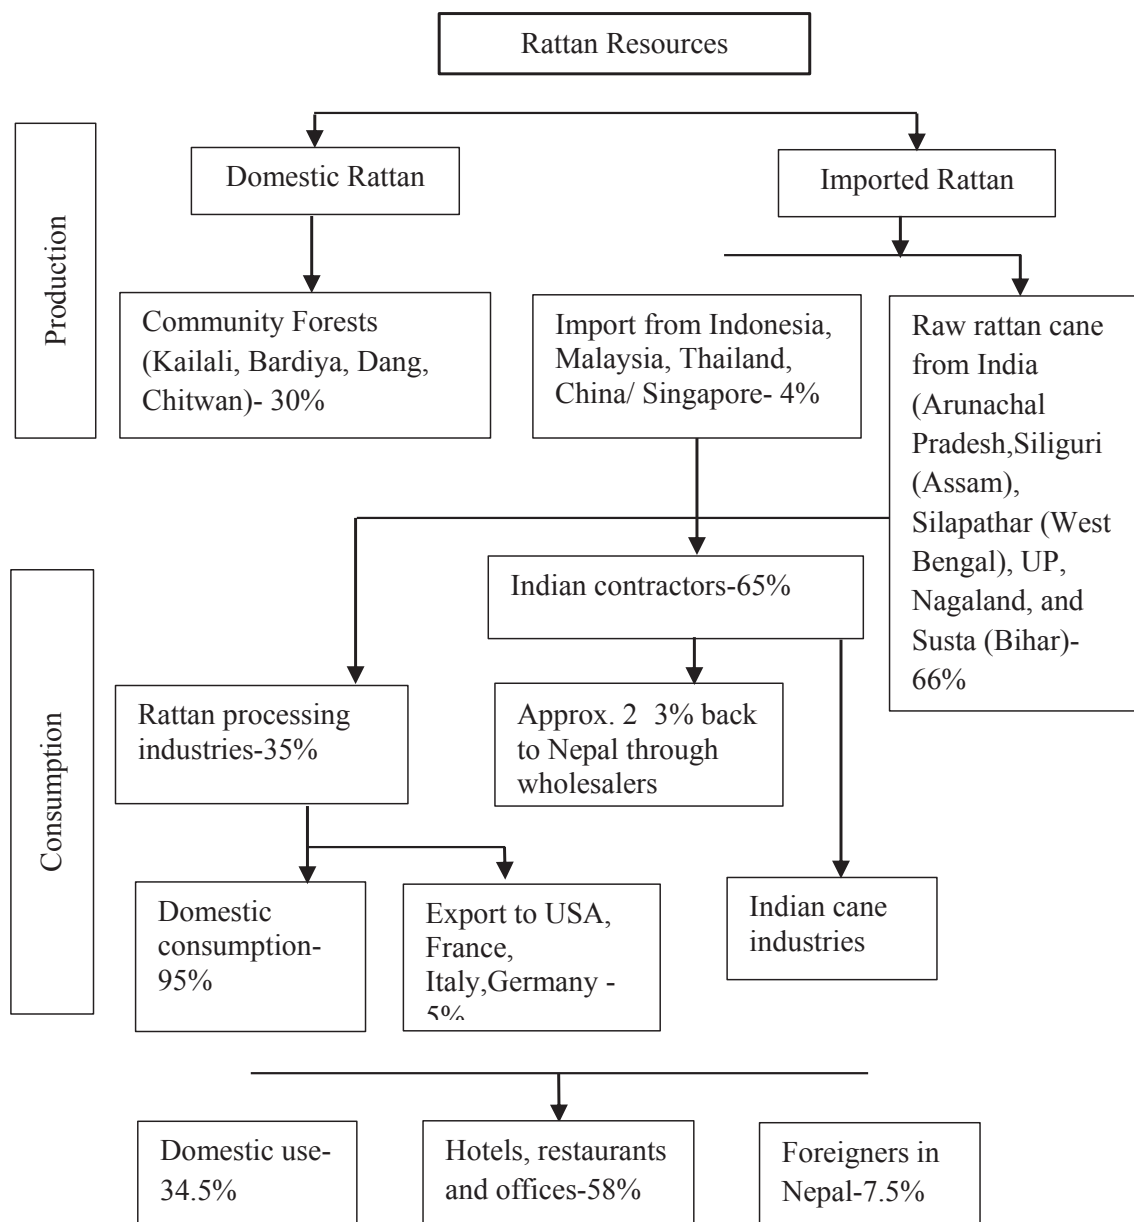 Rattan Resources
Production
Domestic Rattan
Imported Rattan
Community Forests
(Kailali, Bardiya, Dang,
Chitwan)- 30%
Import from Indonesia,
Malaysia, Thailand,
China/ Singapore- 4%
Raw rattan cane
from India
(Arunachal
Pradesh,Siliguri
(Assam),
Silapathar (West
Bengal), UP,
Nagaland, and
Susta (Bihar)-
66%
Consumption
Indian contractors-65%
Rattan processing
industries-35%
Approx. 2 3% back
to Nepal through
wholesalers
Domestic
consumption-
95%
Export to USA,
France,
Italy,Germany -
5%
Indian cane
industries
Domestic use-
34.5%
Hotels, restaurants
and offices-58%
Foreigners in
Nepal-7.5%